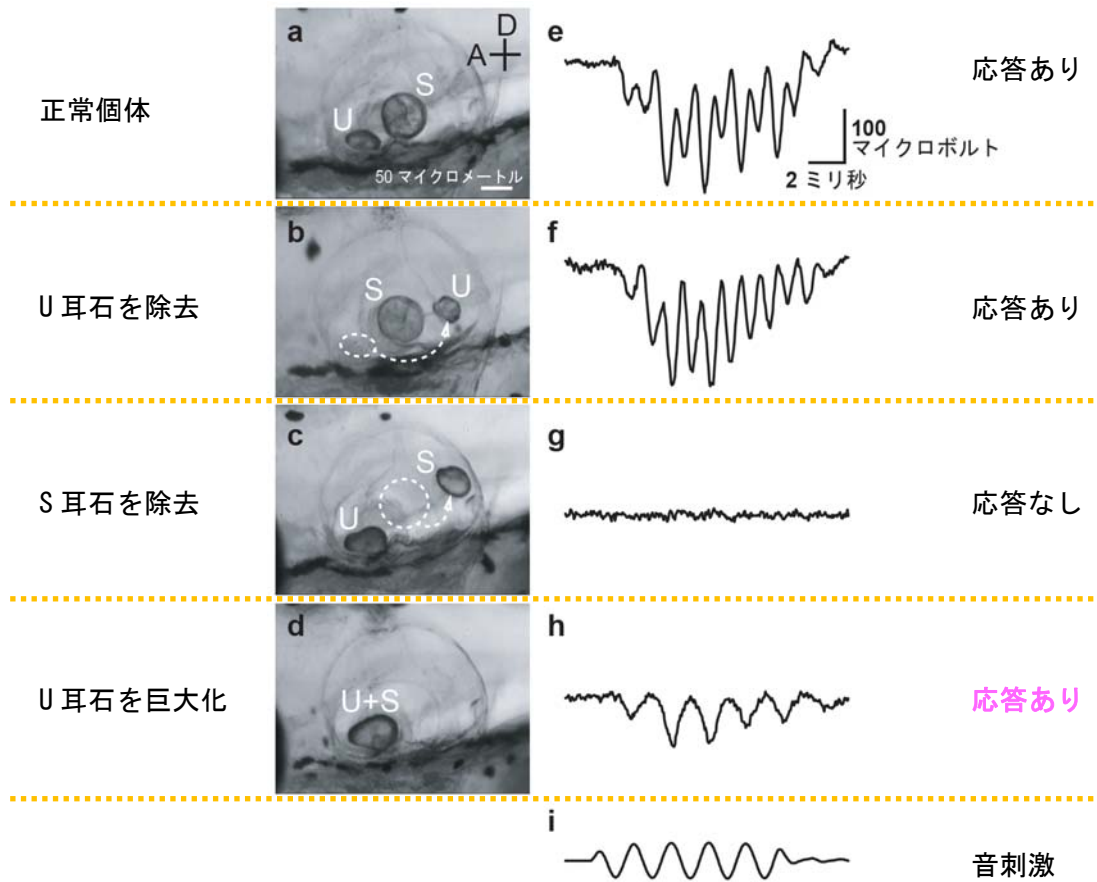 正常個体
a
D
A
S
U
50 マイクロメートル
e
100
マイクロボルト
2 ミリ秒
応答あり
U 耳石を除去
b
S
U
f
応答あり
S 耳石を除去
c
S
U
g
応答なし
U 耳石を巨大化
d
U+S
h
応答あり
i
音刺激